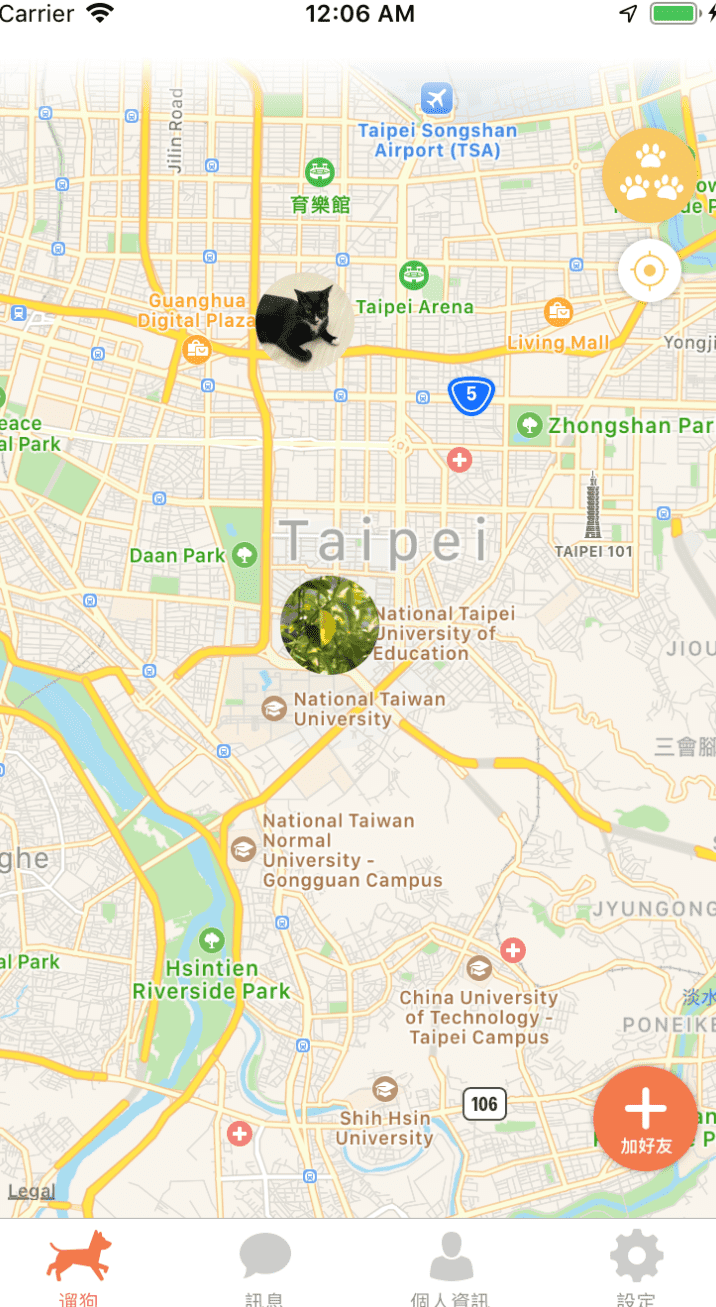 Carrier
12:06 AM
Jilin Road
Taipei Songshan
Airport (TSA)
育樂館
Guanghua
Digital Plaza
Taipei Arena
Living Mall
5
Zhongshan Par
al Park
Taipei
TAIPEI 101
Daan Park
National Taipei
University of
Education
National Taiwan
University
三會腳
National Taiwan
Normal
University -
Gongguan Campus
JYUNGONG
al Park
Hsintien
Riverside Park
China University
of Technology -
Taipei Campus
淡水
PONEIKE
106
Shih Hsin
University
加好友
Legal
遛狗
訊息
個人資訊
設定